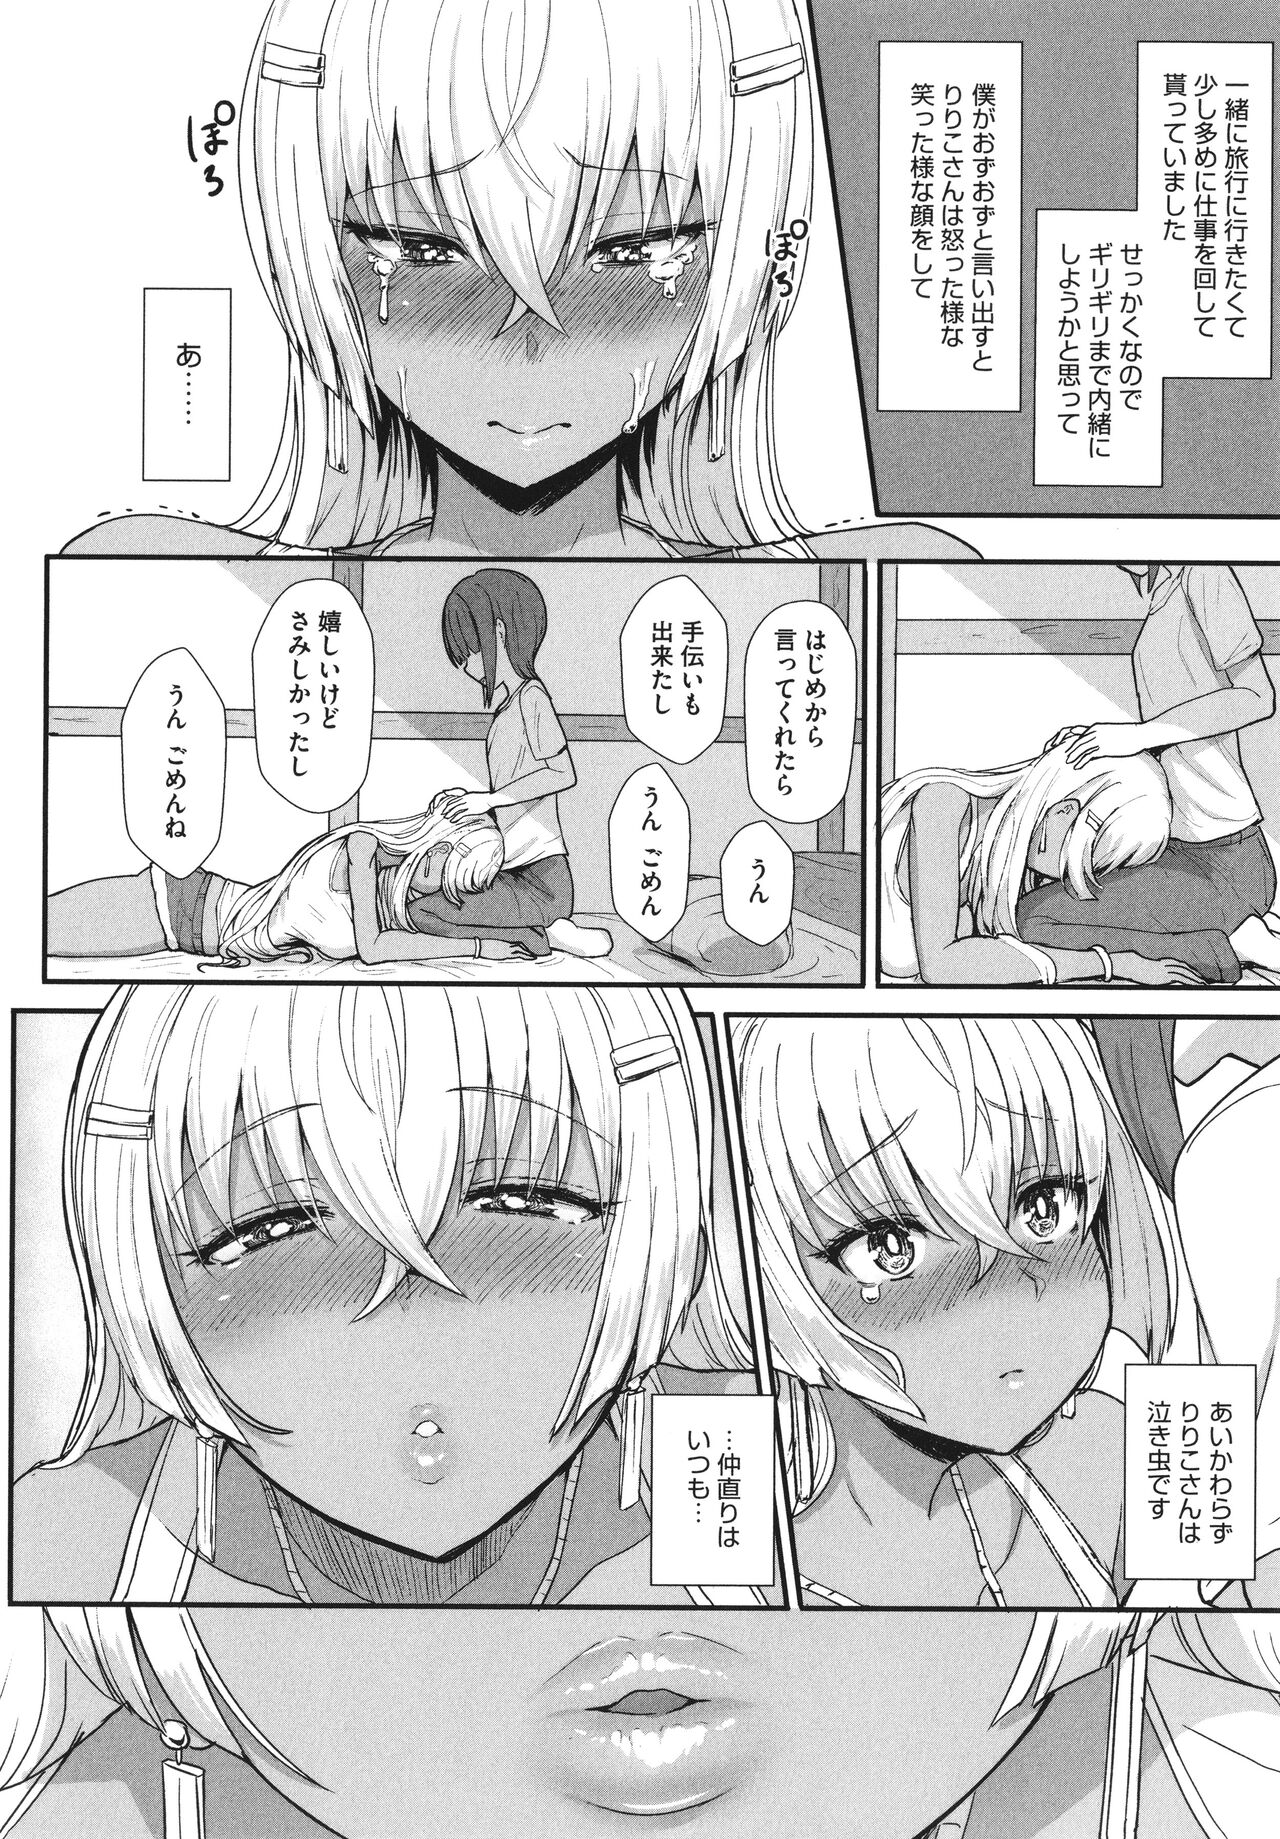 一緒に旅行に行きたくて
少し多めに仕事を回して
貰っていました
せっかくなので
ギリギリまで内緒に
しようかと思って
僕がおずおずと言い出すと
りりこさんは怒った様な
笑った様な顔をして
ぽろ
ぽろ
あ……
はじめから
言ってくれたら
うん
手伝いも
出来たし
うん ごめん
嬉しいけど
さみしかったし
うん ごめんね
あいかわらず
りりこさんは
泣き虫です
…仲直りは
いつも…